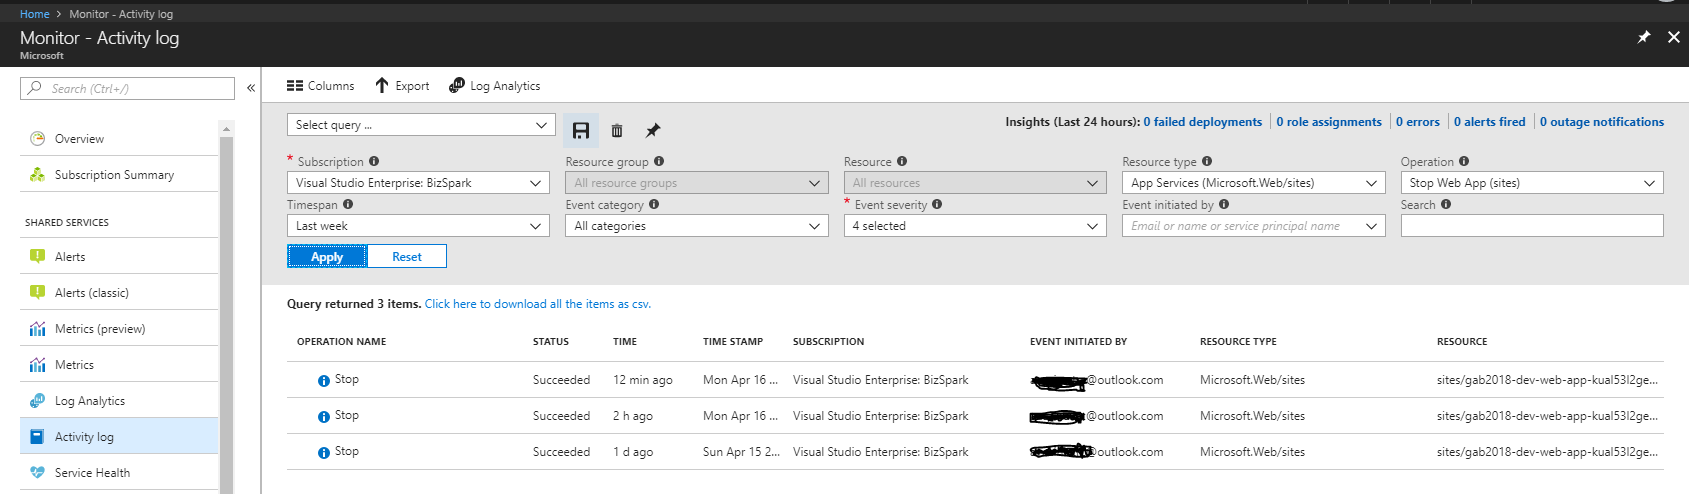 Home > Monitor - Activity log
Monitor - Activity log
Microsoft
Search (Ctrl+/)
«
Overview
Subscription Summary
SHARED SERVICES
Alerts
Alerts (classic)
Metrics (preview)
Metrics
Log Analytics
Activity log
Service Health
Columns Export Log Analytics
Select query ...
Insights (Last 24 hours): 0 failed deployments 0 role assignments 0 errors 0 alerts fired 0 outage notifications
* Subscription Resource group Resource Resource type Operation
Visual Studio Enterprise: BizSpark All resource groups All resources App Services (Microsoft.Web/sites) Stop Web App (sites)
Timespan Event category * Event severity Event initiated by Search
Last week All categories 4 selected Email or name or service principal name
Apply Reset
Query returned 3 items. Click here to download all the items as csv.
OPERATION NAME STATUS TIME TIME STAMP SUBSCRIPTION EVENT INITIATED BY RESOURCE TYPE RESOURCE
Stop Succeeded 12 min ago Mon Apr 16 ... Visual Studio Enterprise: BizSpark @outlook.com Microsoft.Web/sites sites/gab2018-dev-web-app-kual53l2ge...
Stop Succeeded 2 h ago Mon Apr 16 ... Visual Studio Enterprise: BizSpark @outlook.com Microsoft.Web/sites sites/gab2018-dev-web-app-kual53l2ge...
Stop Succeeded 1 d ago Sun Apr 15 2... Visual Studio Enterprise: BizSpark @outlook.com Microsoft.Web/sites sites/gab2018-dev-web-app-kual53l2ge...